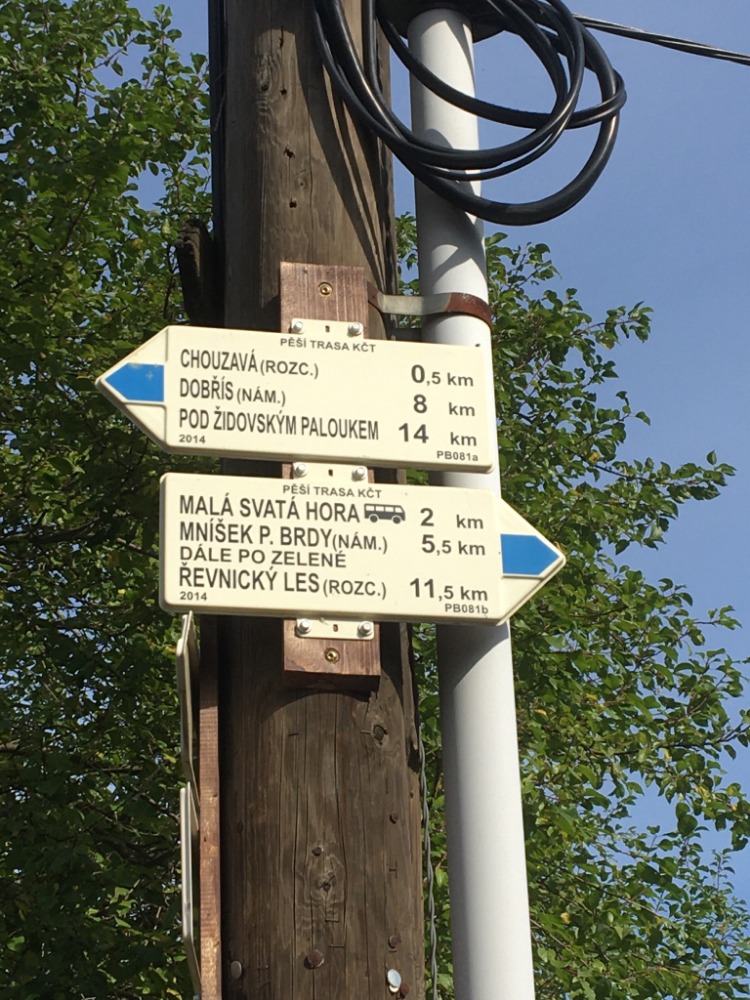 PĚŠÍ TRASA KČT
CHOUZAVÁ (ROZC.) 0,5 km
DOBŘÍŠ (NÁM.) 8 km
POD ŽIDOVSKÝM PALOUKEM 14 km
2014 PB081a
PĚŠÍ TRASA KČT
MALÁ SVATÁ HORA 2 km
MNÍŠEK P. BRDY (NÁM.) 5,5 km
DÁLE PO ZELENÉ
ŘEVNICKÝ LES (ROZC.) 11,5 km
2014 PB081b